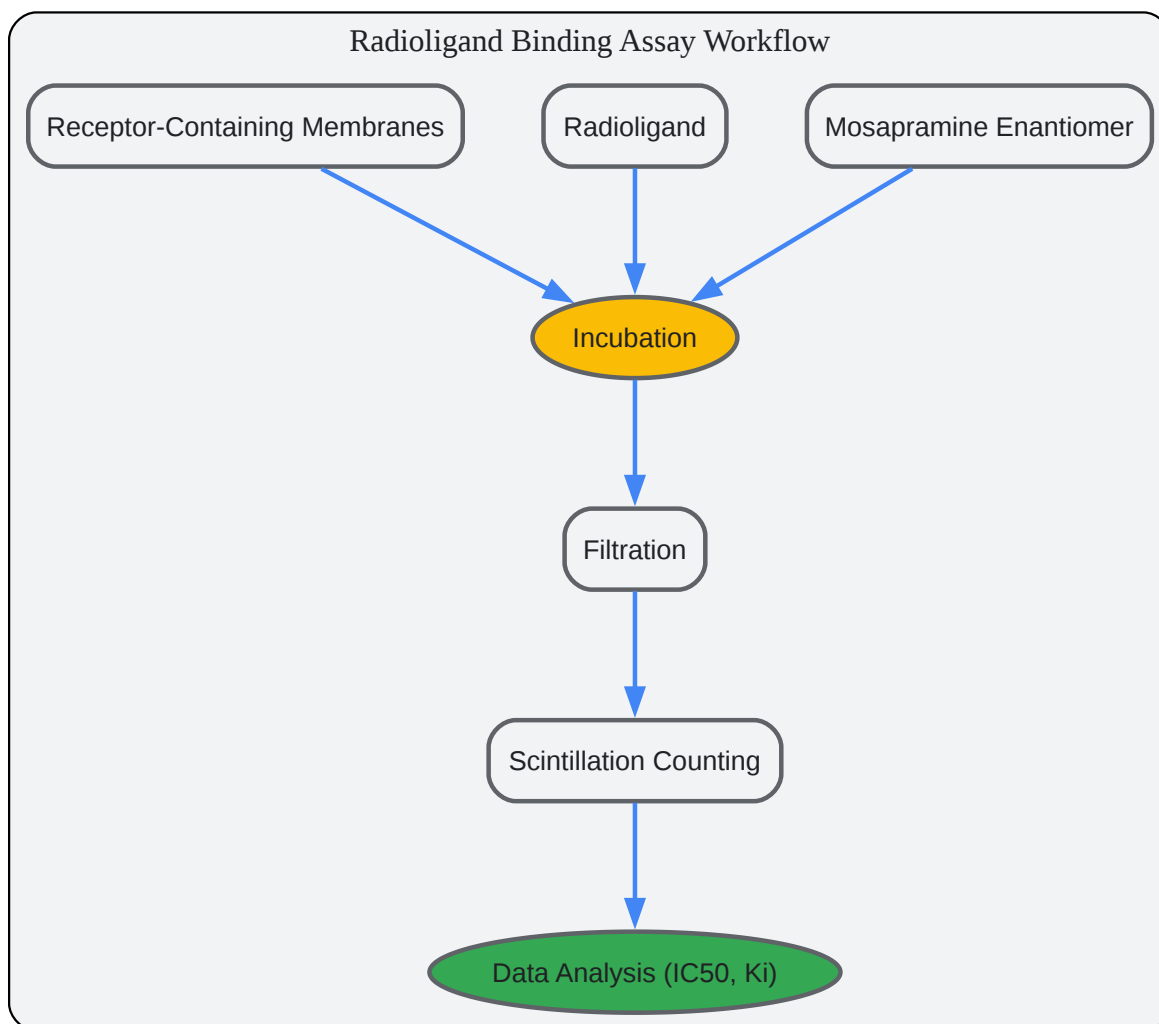 Radioligand Binding Assay Workflow
Receptor-Containing Membranes
Radioligand
Mosapramine Enantiomer
Incubation
Filtration
Scintillation Counting
Data Analysis (IC50, Ki)